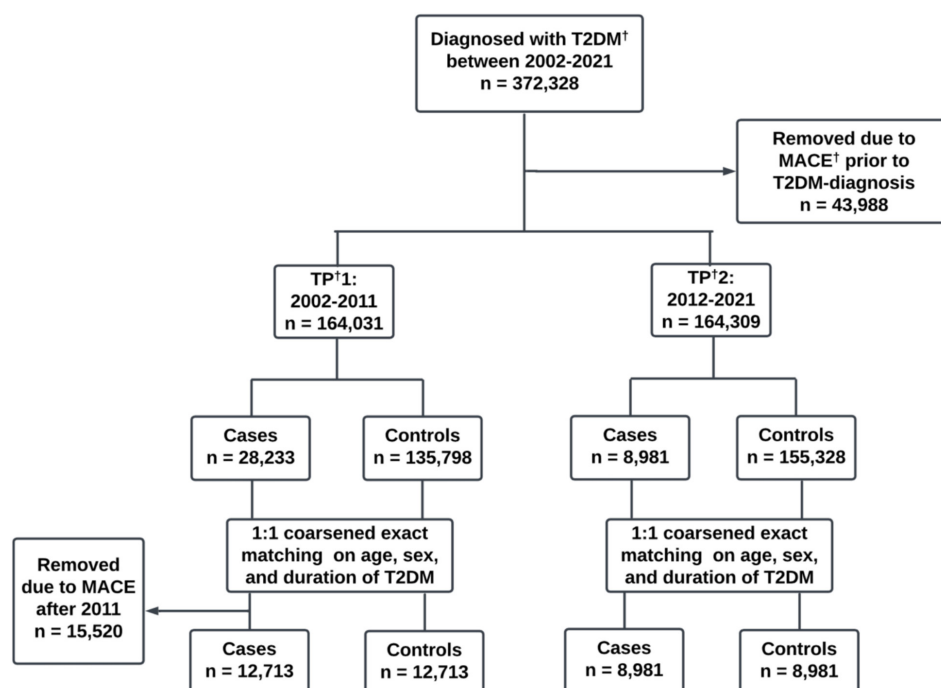 Diagnosed with T2DM†
between 2002-2021
n = 372,328
Removed due to
MACE† prior to
T2DM-diagnosis
n = 43,988
TP†1:
2002-2011
n = 164,031
TP†2:
2012-2021
n = 164,309
Cases
n = 28,233
Controls
n = 135,798
Cases
n = 8,981
Controls
n = 155,328
1:1 coarsened exact
matching on age, sex,
and duration of T2DM
1:1 coarsened exact
matching on age, sex,
and duration of T2DM
Removed
due to MACE
after 2011
n = 15,520
Cases
n = 12,713
Controls
n = 12,713
Cases
n = 8,981
Controls
n = 8,981